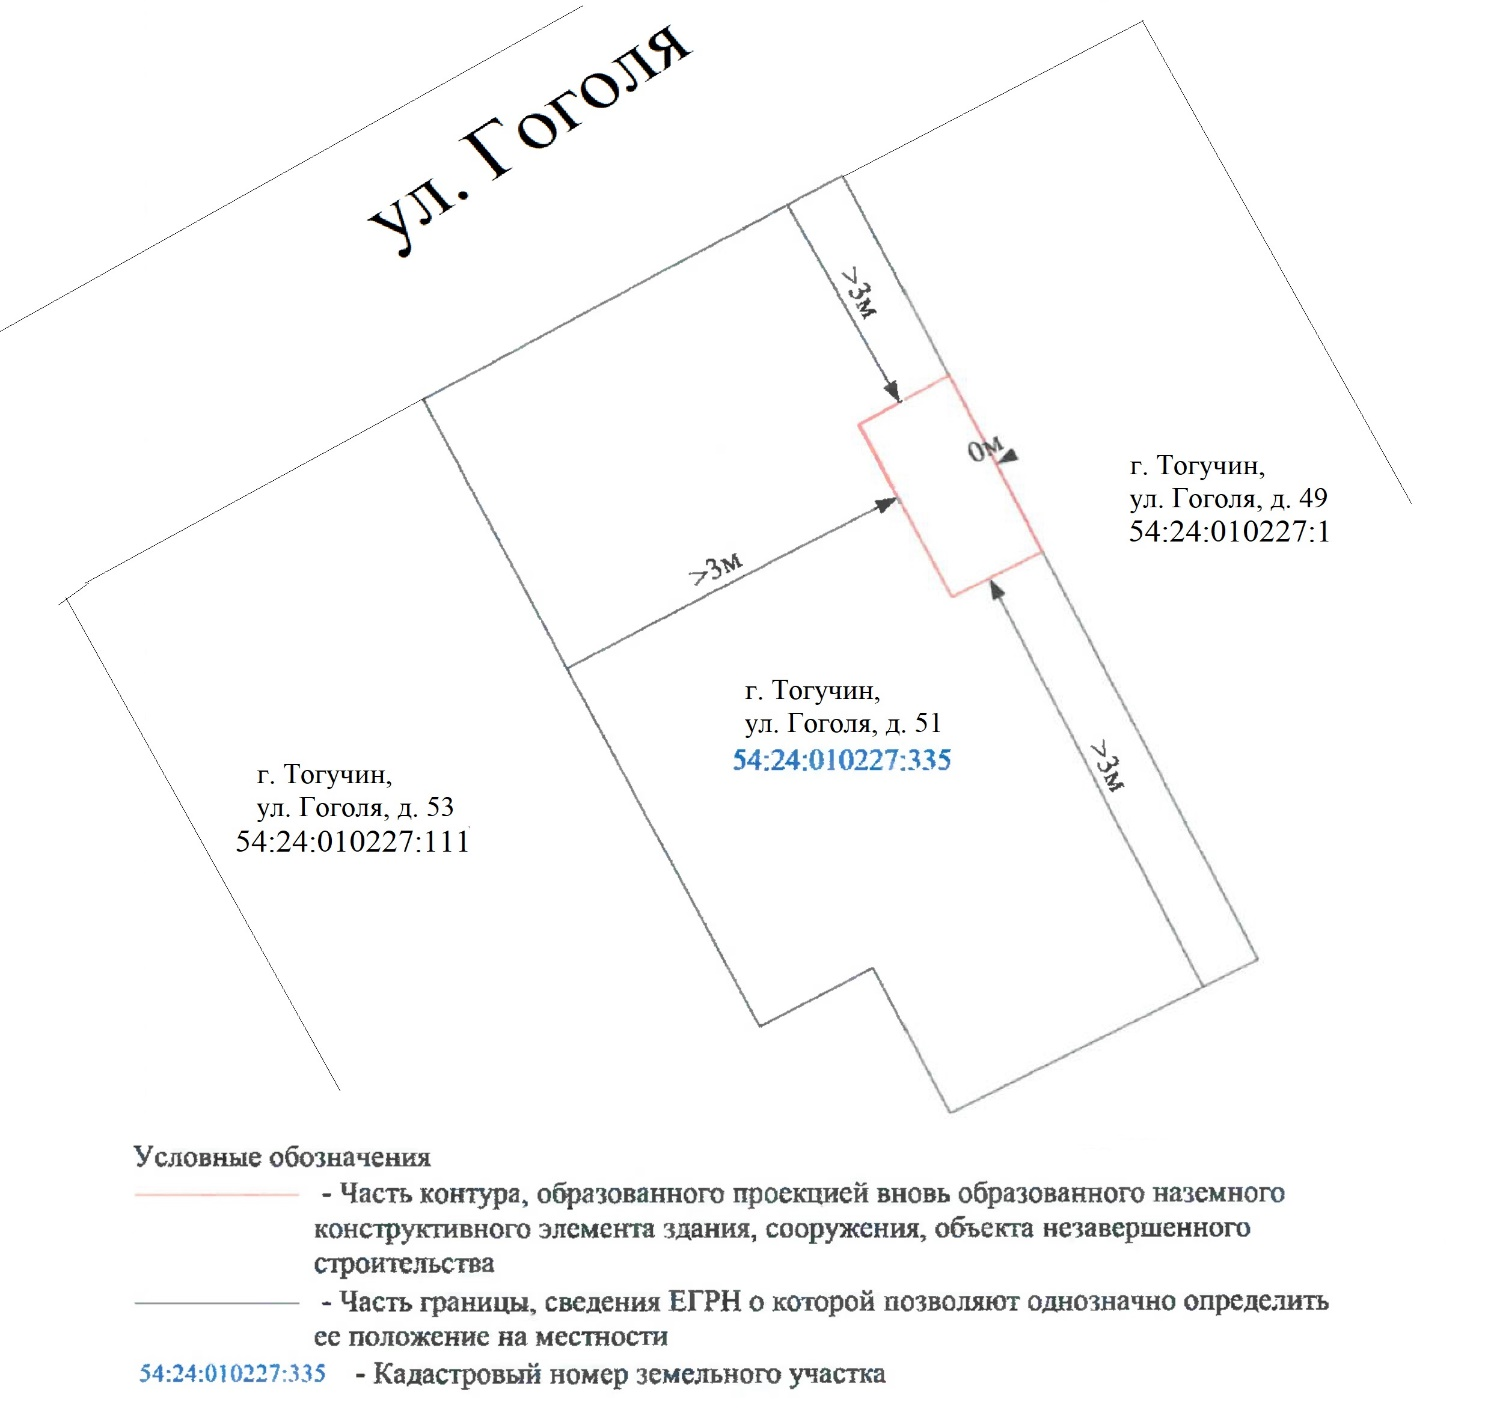 ул. Гоголя
>3м
0м
г. Тогучин,
ул. Гоголя, д. 49
54:24:010227:1
>3м
г. Тогучин,
ул. Гоголя, д. 51
54:24:010227:335
>3м
г. Тогучин,
ул. Гоголя, д. 53
54:24:010227:111
Условные обозначения
- Часть контура, образованного проекцией вновь образованного наземного
конструктивного элемента здания, сооружения, объекта незавершенного
строительства
- Часть границы, сведения ЕГРН о которой позволяют однозначно определить
ее положение на местности
54:24:010227:335 - Кадастровый номер земельного участка